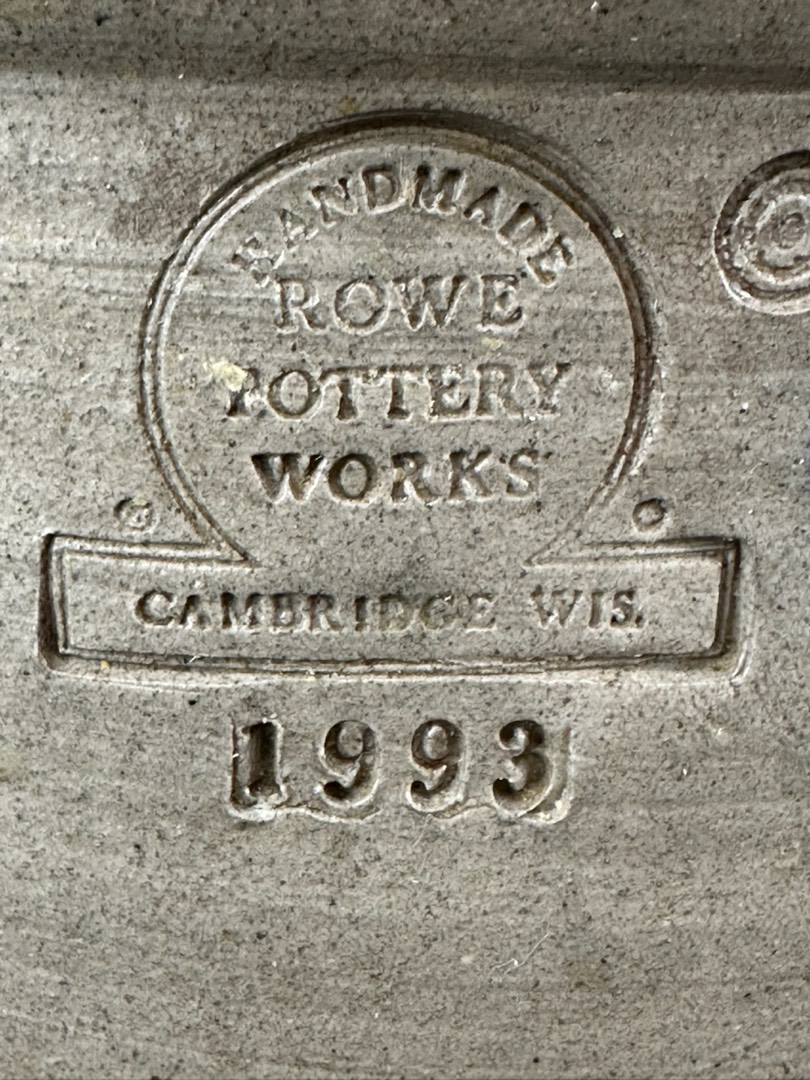 HANDMADE
ROWE
POTTERY
WORKS
CAMBRIDGE WIS.
1993